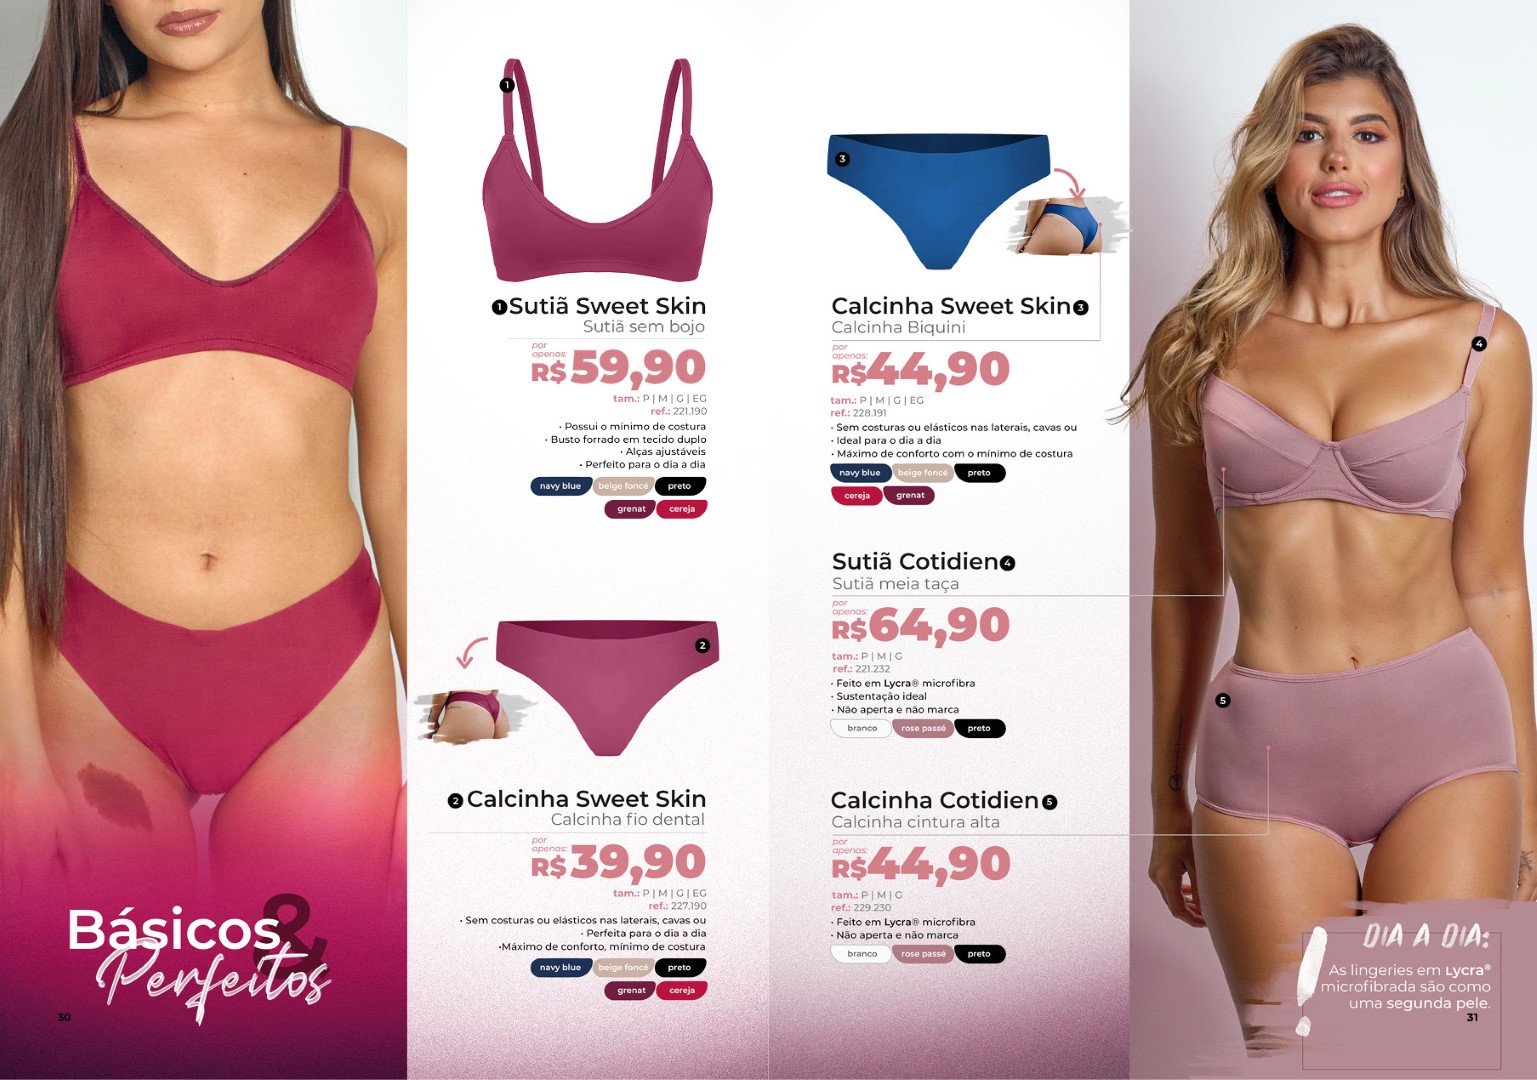 Básicos &
Perfeitos
30
1
1 Sutiã Sweet Skin
Sutiã sem bojo
por
apenas:
R$ 59,90
tam.: P | M | G | EG
ref.: 221.190
• Possui o mínimo de costura
• Busto forrado em tecido duplo
• Alças ajustáveis
• Perfeito para o dia a dia
navy blue beige foncé preto
grenat cereja
2
2 Calcinha Sweet Skin
Calcinha fio dental
por
apenas:
R$ 39,90
tam.: P | M | G | EG
ref.: 227.190
• Sem costuras ou elásticos nas laterais, cavas ou
• Perfeita para o dia a dia
•Máximo de conforto, mínimo de costura
navy blue beige foncé preto
grenat cereja
3
Calcinha Sweet Skin 3
Calcinha Biquini
por
apenas:
R$44,90
tam.: P | M | G | EG
ref.: 228.191
• Sem costuras ou elásticos nas laterais, cavas ou
• Ideal para o dia a dia
• Máximo de conforto com o mínimo de costura
navy blue beige foncé preto
cereja grenat
Sutiã Cotidien 4
Sutiã meia taça
por
apenas:
R$64,90
tam.: P | M | G
ref.: 221.232
• Feito em Lycra® microfibra
• Sustentação ideal
• Não aperta e não marca
branco rose passé preto
Calcinha Cotidien 5
Calcinha cintura alta
por
apenas:
R$44,90
tam.: P | M | G
ref.: 229.230
• Feito em Lycra® microfibra
• Não aperta e não marca
branco rose passé preto
4
5
DIA A DIA:
As lingeries em Lycra®
microfibrada são como
uma segunda pele.
31